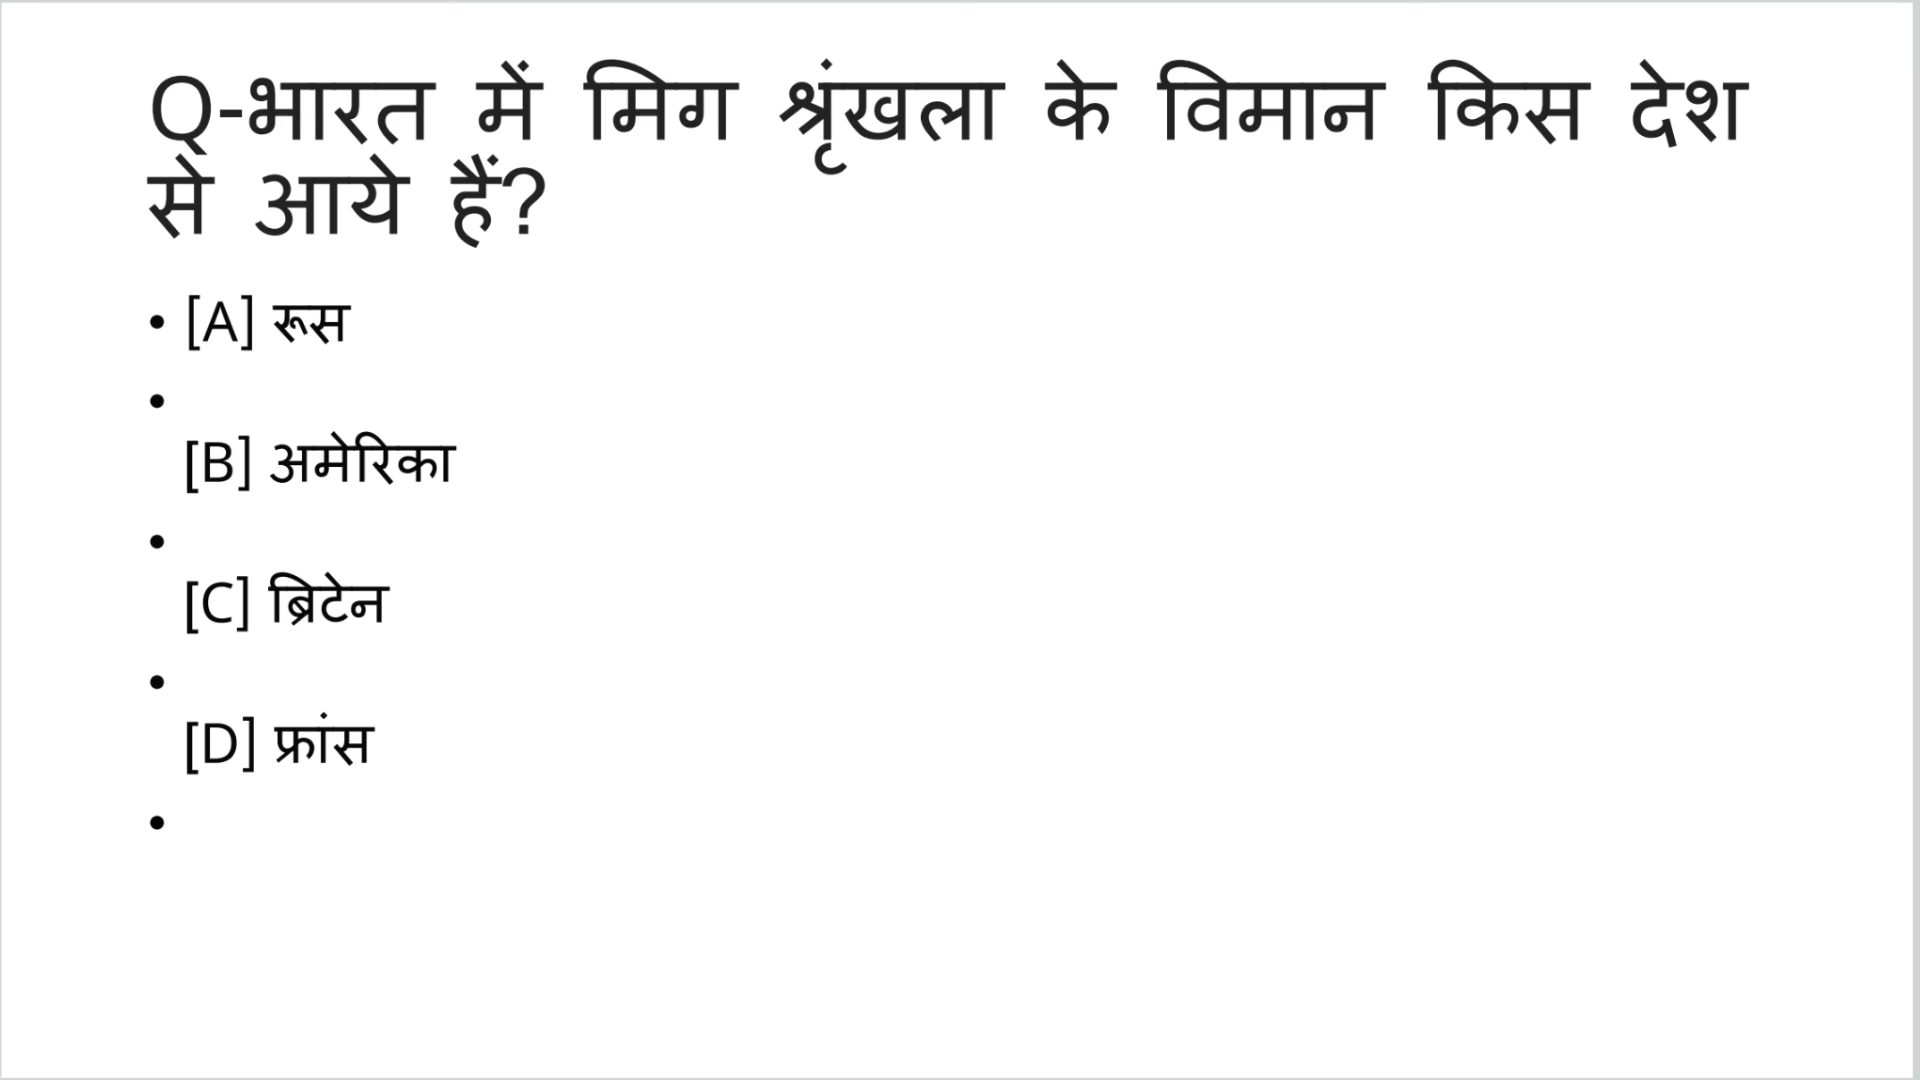 Q-भारत में मिग श्रृंखला के विमान किस देश
से आये हैं?
• [A] रूस
•
[B] अमेरिका
•
[C] ब्रिटेन
•
[D] फ्रांस
•